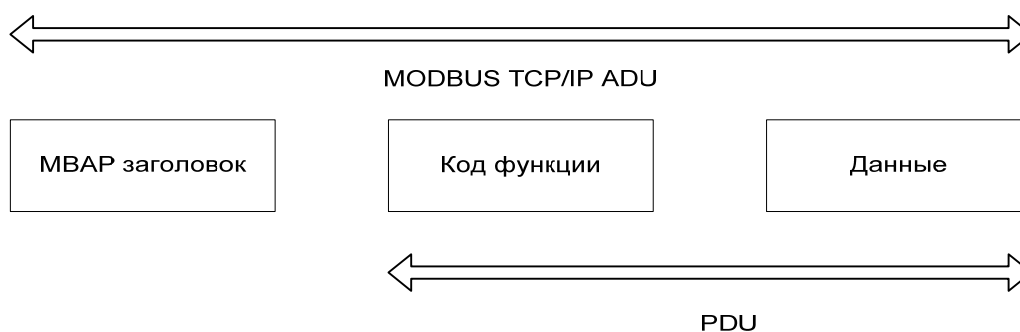 MODBUS TCP/IP ADU
MBAP заголовок
Код функции
Данные
PDU